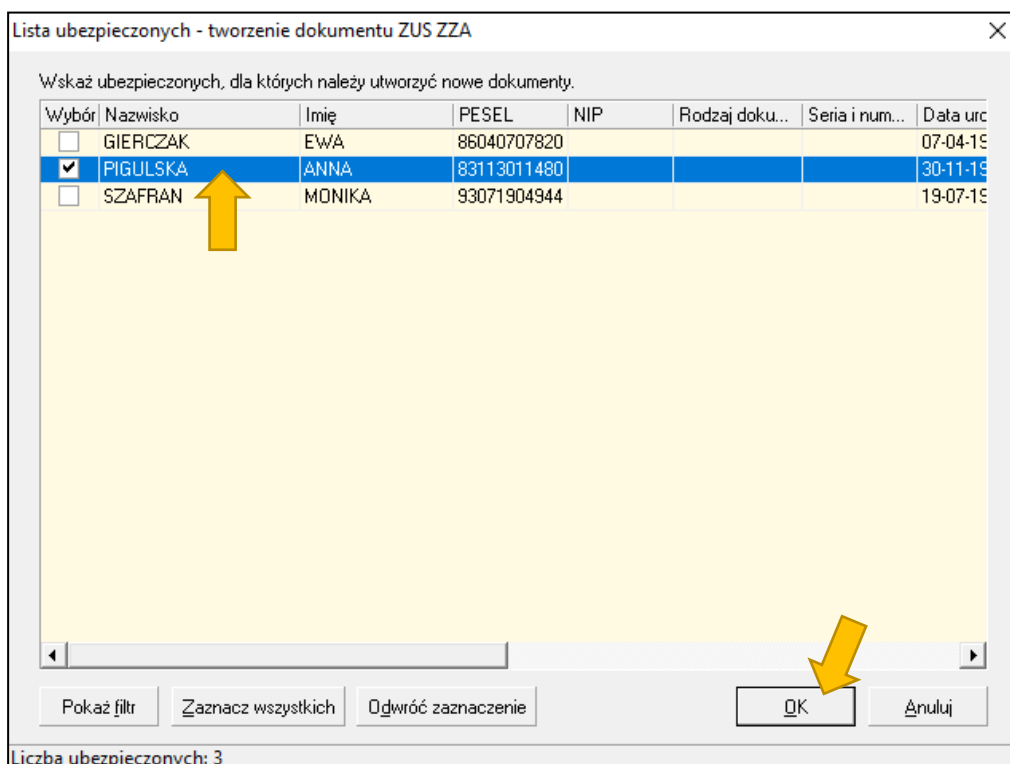 Lista ubezpieczonych - tworzenie dokumentu ZUS ZZA
Wskaż ubezpieczonych, dla których należy utworzyć nowe dokumenty.
Wybór Nazwisko Imię PESEL NIP Rodzaj doku... Seria i num... Data urc
GIERCZAK EWA 86040707820 07-04-19
PIGULSKA ANNA 83113011480 30-11-19
SZAFRAN MONIKA 93071904944 19-07-19
Pokaż filtr Zaznacz wszystkich Odwróć zaznaczenie OK Anuluj
Liczba ubezpieczonych: 3